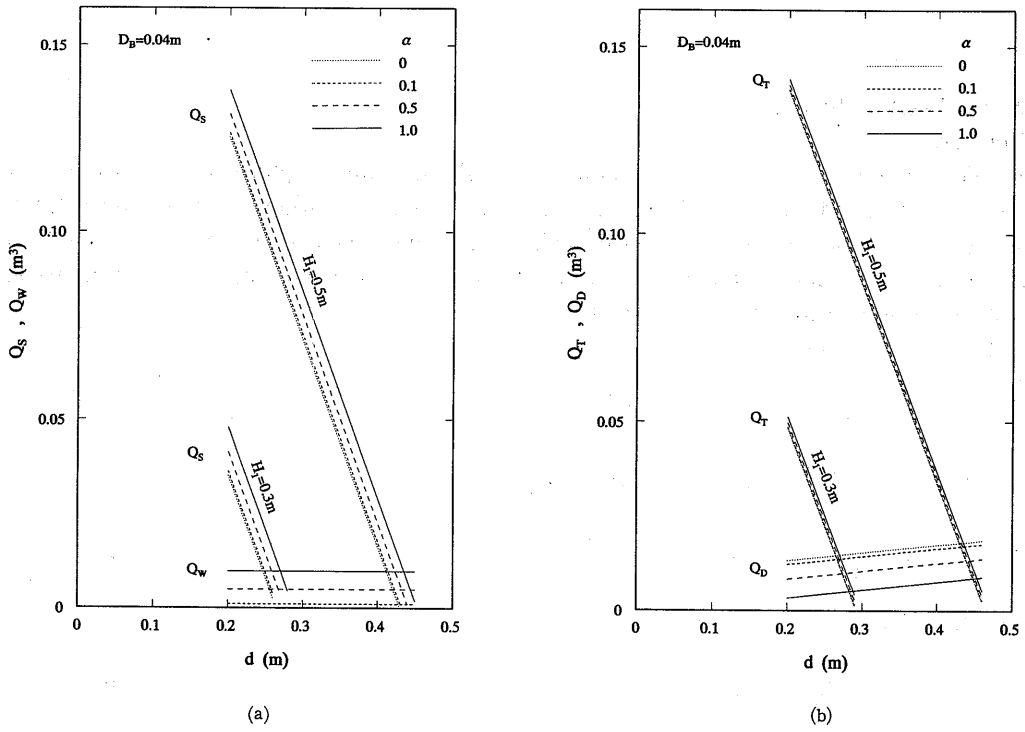 D_B=0.04m
α
0
0.1
0.5
1.0
0.15
0.10
0.05
0
Q_S , Q_W (m³)
Q_S
H_I=0.5m
Q_S
H_I=0.3m
Q_W
0 0.1 0.2 0.3 0.4 0.5
d (m)
(a)
D_B=0.04m
α
0
0.1
0.5
1.0
0.15
0.10
0.05
0
Q_T , Q_D (m³)
Q_T
H_I=0.5m
Q_T
H_I=0.3m
Q_D
0 0.1 0.2 0.3 0.4 0.5
d (m)
(b)